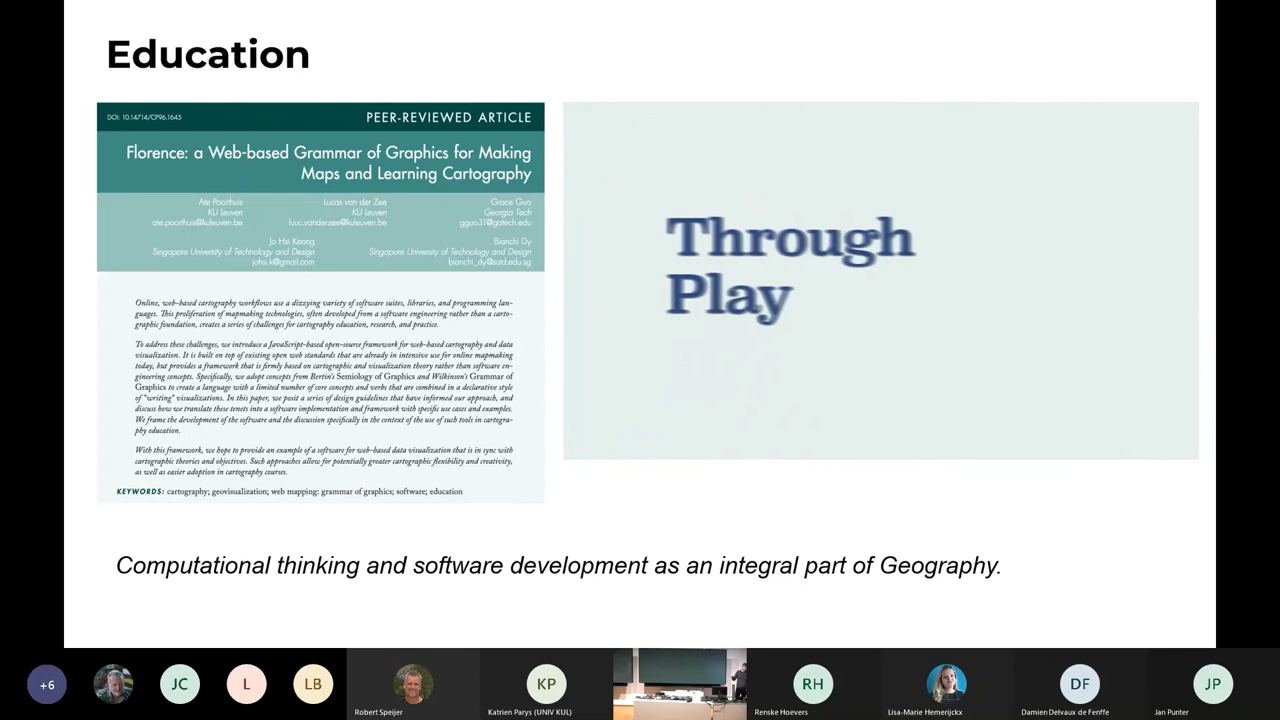 Education
DOI: 10.14714/CP96.1645
PEER-REVIEWED ARTICLE
Florence: a Web-based Grammar of Graphics for Making
Maps and Learning Cartography
Ate Poorthuis
KU Leuven
ate.poorthuis@kuleuven.be
Lucas van der Zee
KU Leuven
luuc.vanderzee@kuleuven.be
Grace Guo
Georgia Tech
gguo31@gatech.edu
Jo Hsi Keong
Singapore University of Technology and Design
johsi.k@gmail.com
Bianchi Dy
Singapore University of Technology and Design
bianchi_dy@sutd.edu.sg
Online, web-based cartography workflows use a dizzying variety of software suites, libraries, and programming lan-
guages. This proliferation of mapmaking technologies, often developed from a software engineering rather than a carto-
graphic foundation, creates a series of challenges for cartography education, research, and practice.
To address these challenges, we introduce a JavaScript-based open-source framework for web-based cartography and data
visualization. It is built on top of existing open web standards that are already in intensive use for online mapmaking
today, but provides a framework that is firmly based on cartographic and visualization theory rather than software en-
gineering concepts. Specifically, we adopt concepts from Bertin's Semiology of Graphics and Wilkinson's Grammar of
Graphics to create a language with a limited number of core concepts and verbs that are combined in a declarative style
of "writing" visualizations. In this paper, we posit a series of design guidelines that have informed our approach, and
discuss how we translate these tenets into a software implementation and framework with specific use cases and examples.
We frame the development of the software and the discussion specifically in the context of the use of such tools in cartogra-
phy education.
With this framework, we hope to provide an example of a software for web-based data visualization that is in sync with
cartographic theories and objectives. Such approaches allow for potentially greater cartographic flexibility and creativity,
as well as easier adoption in cartography courses.
KEYWORDS: cartography; geovisualization; web mapping; grammar of graphics; software; education
Through
Play
Computational thinking and software development as an integral part of Geography.
+6
JC
L
LB
Robert Speijer
KP
Katrien Parys (UNIV KUL)
RH
Renske Hoevers
Lisa-Marie Hemerijckx
DF
Damien Delvaux de Fenffe
JP
Jan Punter